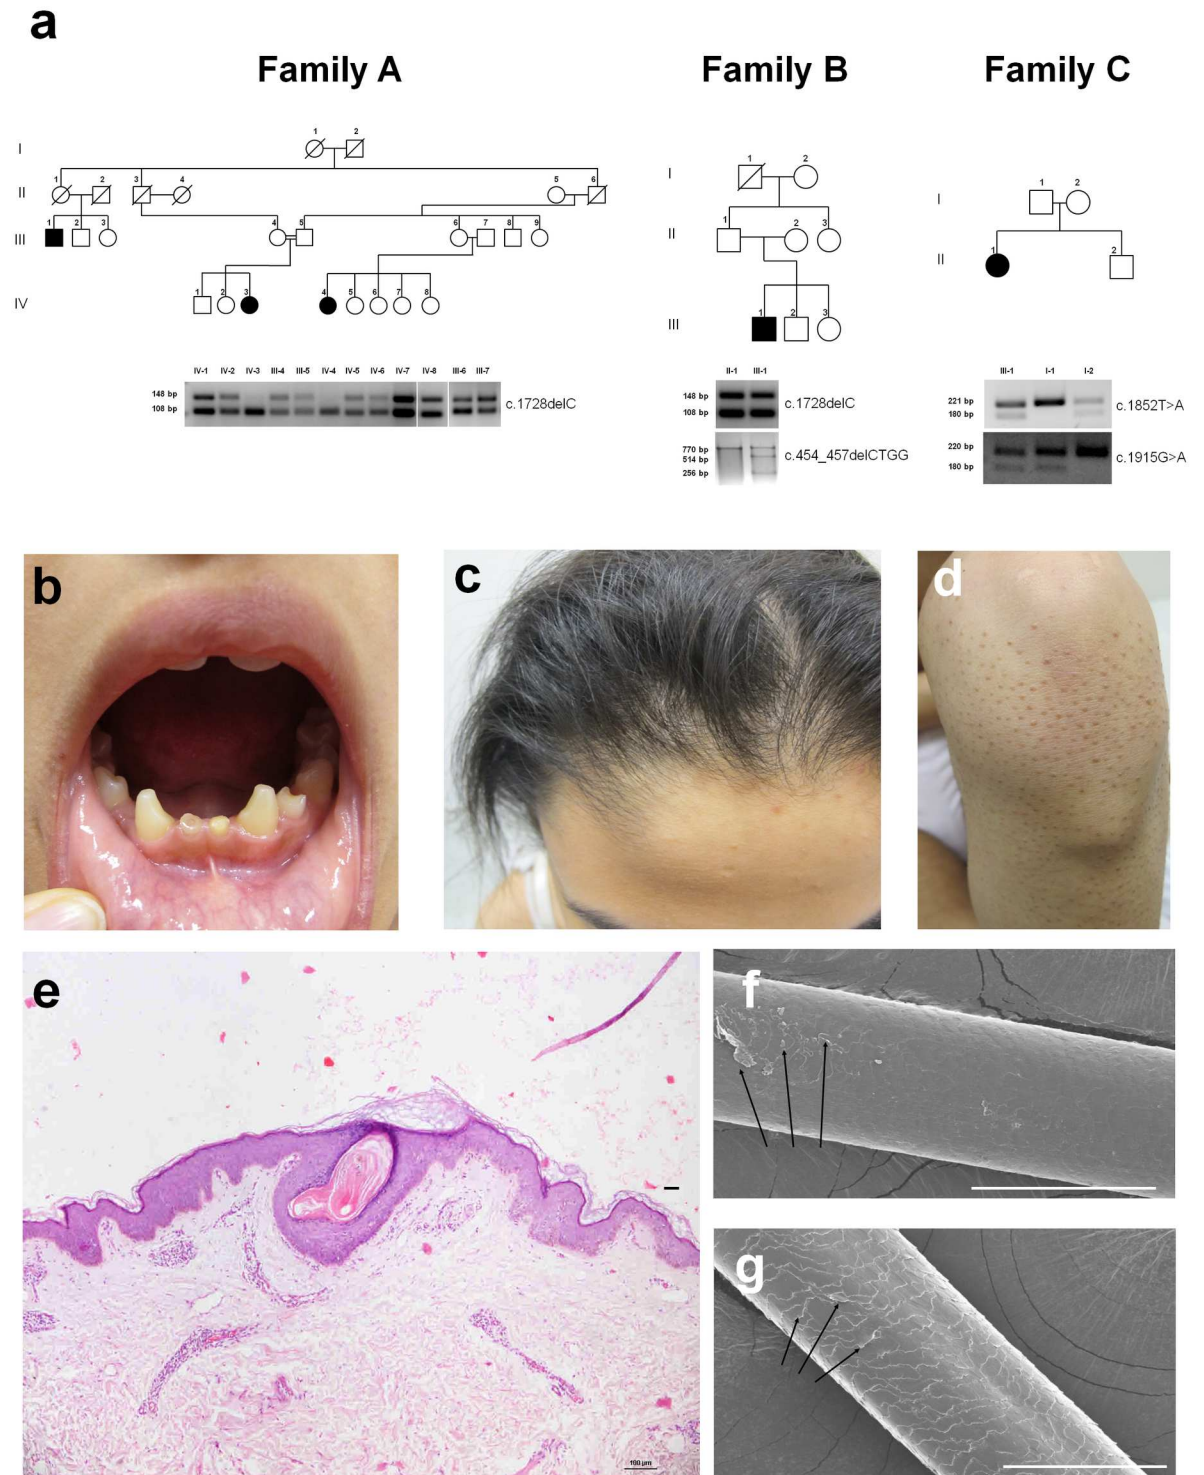 a
Family A Family B Family C
1 2
I
1 2 3 4 5 6
II
1 2 3 4 5 6 7 8 9
III
1 2 3 4 5 6 7 8
IV
IV-1 IV-2 IV-3 III-4 III-5 IV-4 IV-5 IV-6 IV-7 IV-8 III-6 III-7
148 bp
108 bp
c.1728delC
1 2
I
1 2 3
II
1 2 3
III
II-1 III-1
148 bp
108 bp
c.1728delC
770 bp
514 bp
256 bp
c.454_457delCTGG
1 2
I
1 2
II
III-1 I-1 I-2
221 bp
180 bp
c.1852T>A
220 bp
180 bp
c.1915G>A
b
c
d
e
100 µm
f
g